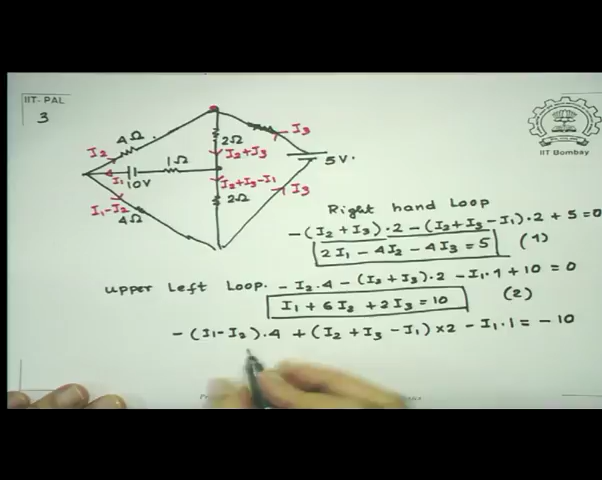 IIT- PAL
3
IIT Bombay
4Ω
2Ω
I3
I2
I2+I3
1Ω
5V.
I1
10V
I2+I3-I1
I3
I1-I2
2Ω
4Ω
Right hand Loop
-(I2+I3).2-(I2+I3-I1).2+5=0
2I1-4I2-4I3=5 (1)
Upper Left Loop. -I2.4-(I2+I3).2-I1.1+10=0
I1+6I2+2I3=10 (2)
-(I1-I2).4+(I2+I3-I1)×2-I1.1=-10